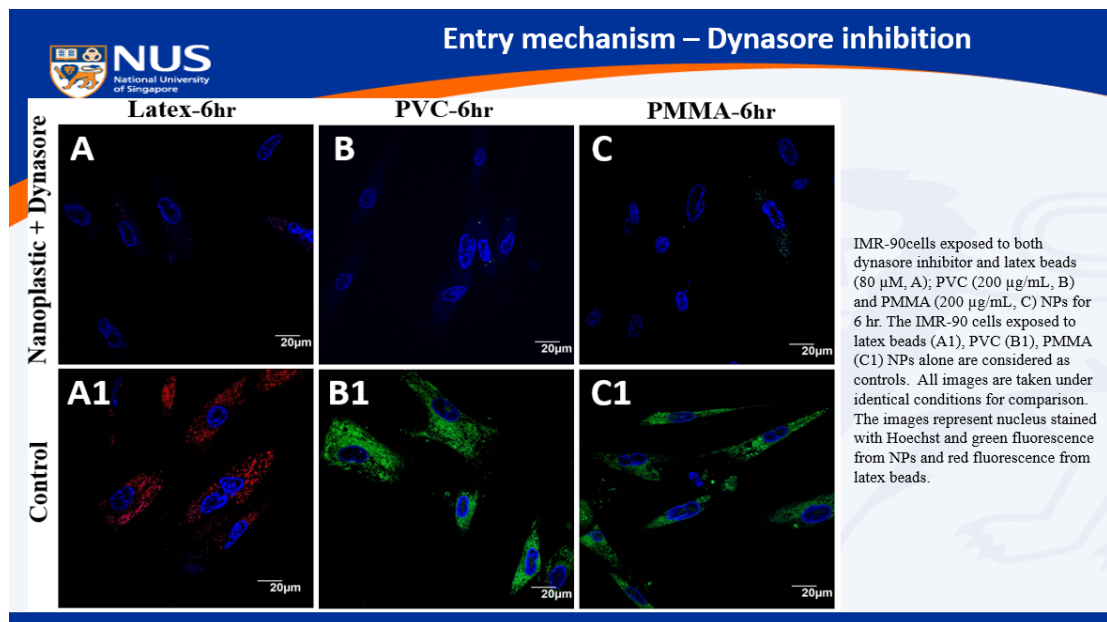 Entry mechanism – Dynasore inhibition
NUS
National University
of Singapore
Latex-6hr
PVC-6hr
PMMA-6hr
Nanoplastic + Dynasore
A
20μm
B
20μm
C
20μm
Control
A1
20μm
B1
20μm
C1
20μm
IMR-90cells exposed to both
dynasore inhibitor and latex beads
(80 µM, A); PVC (200 µg/mL, B)
and PMMA (200 µg/mL, C) NPs for
6 hr. The IMR-90 cells exposed to
latex beads (A1), PVC (B1), PMMA
(C1) NPs alone are considered as
controls. All images are taken under
identical conditions for comparison.
The images represent nucleus stained
with Hoechst and green fluorescence
from NPs and red fluorescence from
latex beads.